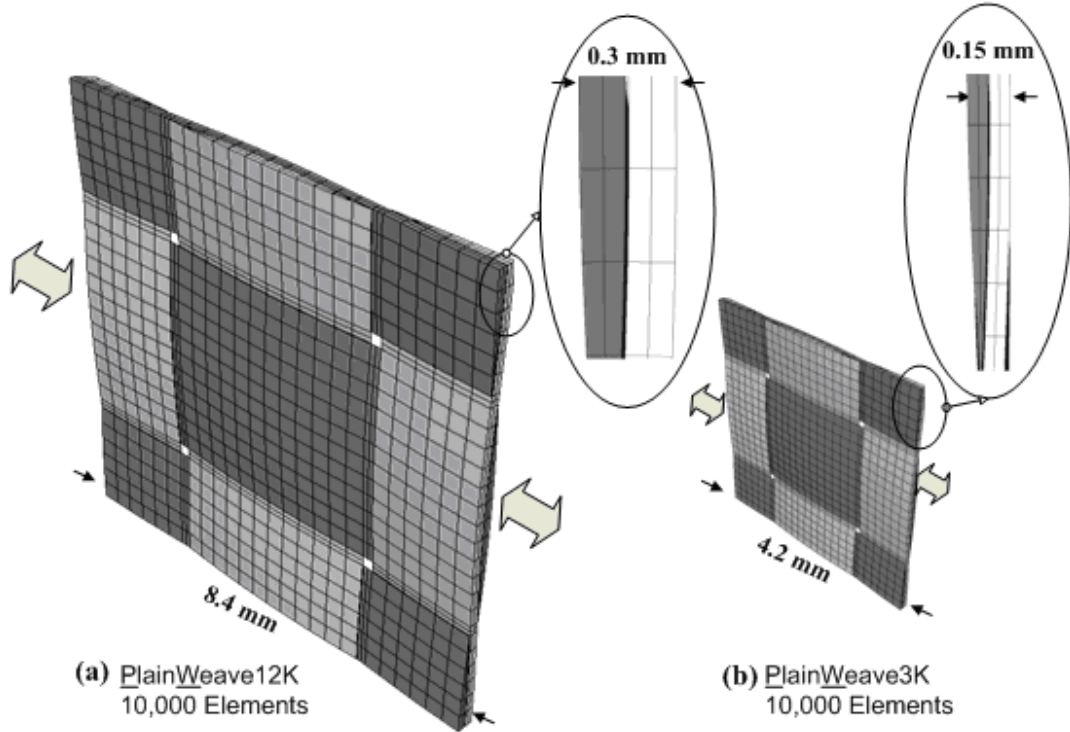 0.3 mm
0.15 mm
8.4 mm
4.2 mm
(a) PlainWeave12K
10,000 Elements
(b) PlainWeave3K
10,000 Elements